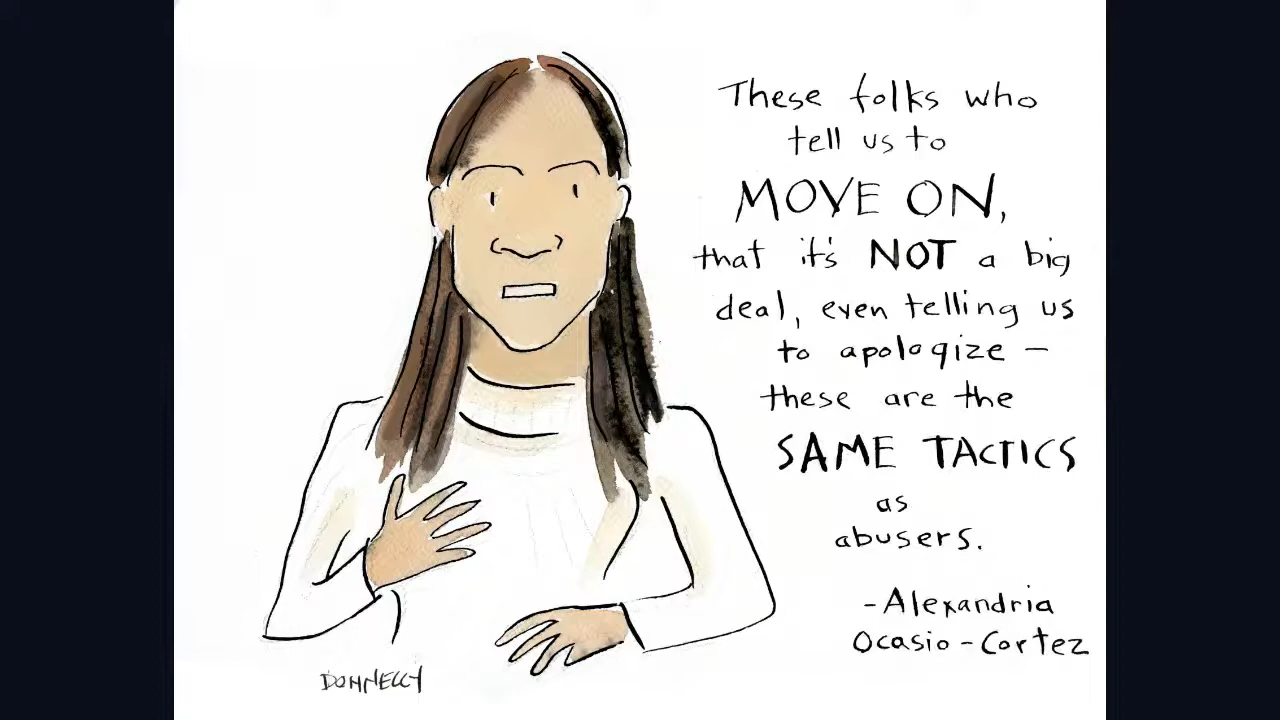 These folks who
tell us to
MOVE ON,
that it's NOT a big
deal, even telling us
to apologize —
these are the
SAME TACTICS
as
abusers.
-Alexandria
Ocasio-Cortez
DONNELLY